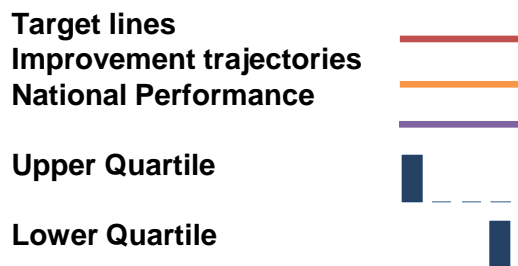 Target lines
Improvement trajectories
National Performance
Upper Quartile
Lower Quartile